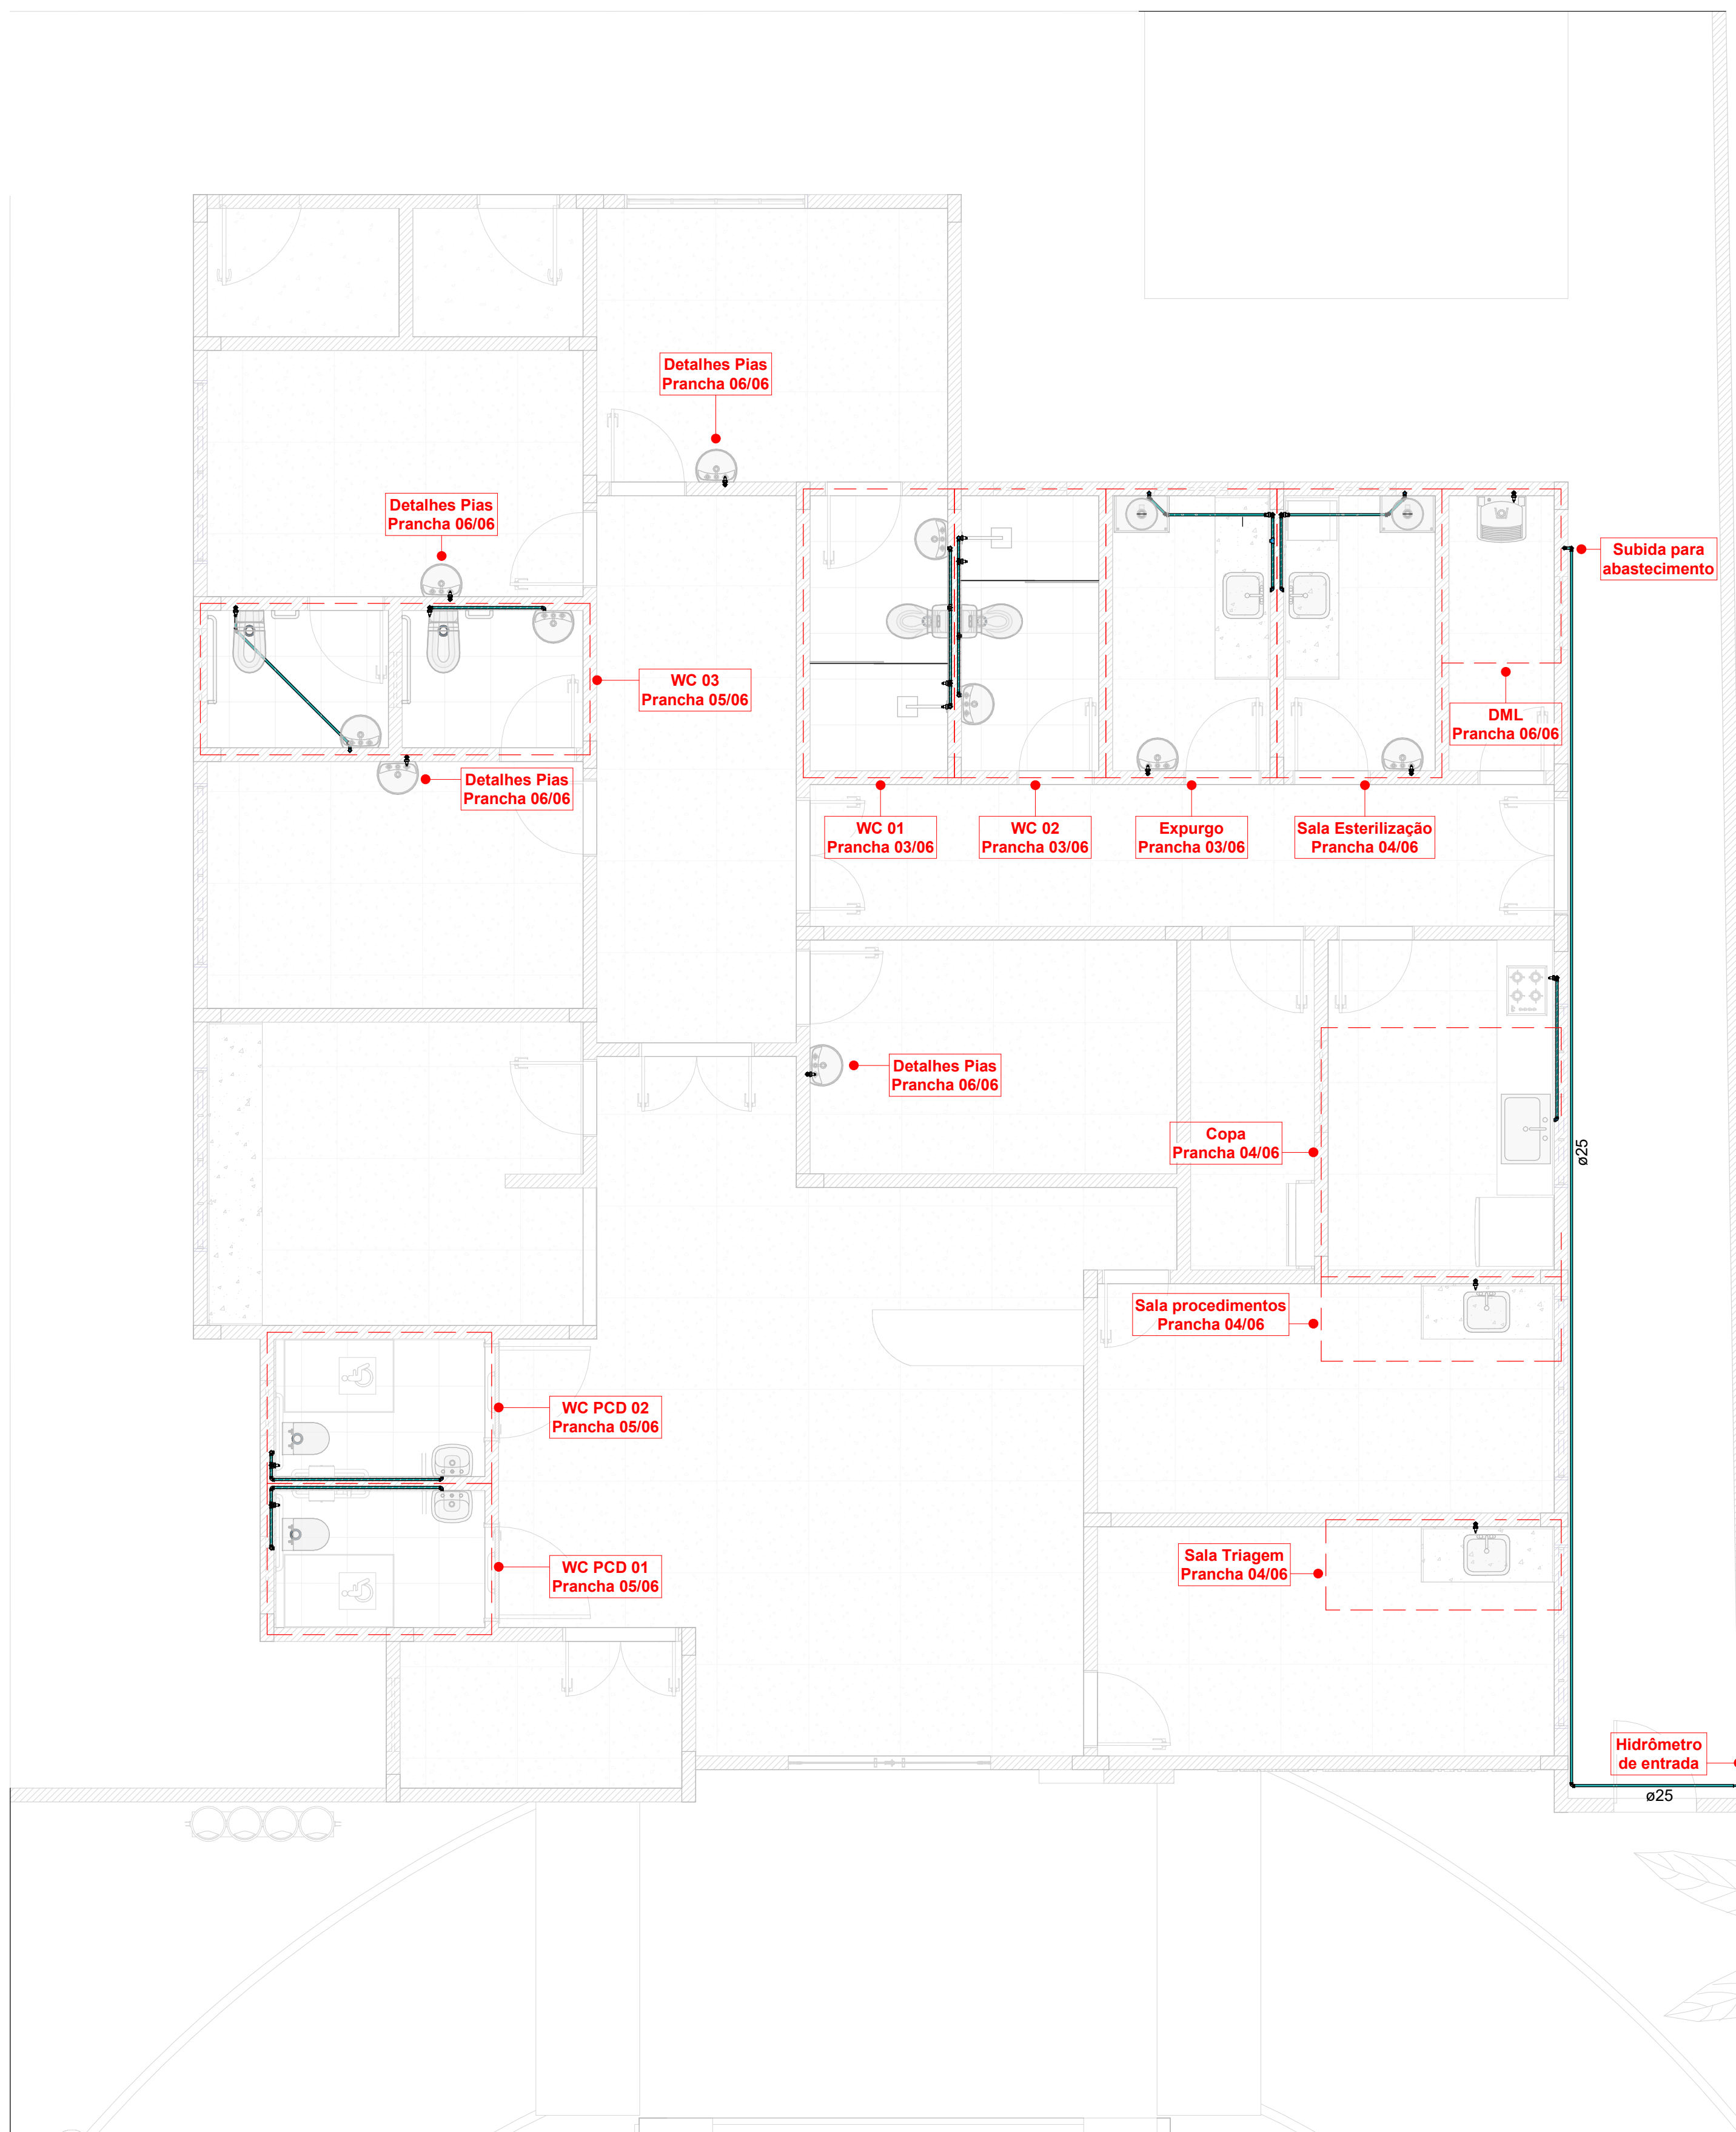 Detalhes Pias
Prancha 06/06
Detalhes Pias
Prancha 06/06
Subida para
abastecimento
WC 03
Prancha 05/06
DML
Prancha 06/06
Detalhes Pias
Prancha 06/06
WC 01
Prancha 03/06
WC 02
Prancha 03/06
Expurgo
Prancha 03/06
Sala Esterilização
Prancha 04/06
Detalhes Pias
Prancha 06/06
Copa
Prancha 04/06
ø25
Sala procedimentos
Prancha 04/06
WC PCD 02
Prancha 05/06
Sala Triagem
Prancha 04/06
WC PCD 01
Prancha 05/06
Hidrômetro
de entrada
ø25